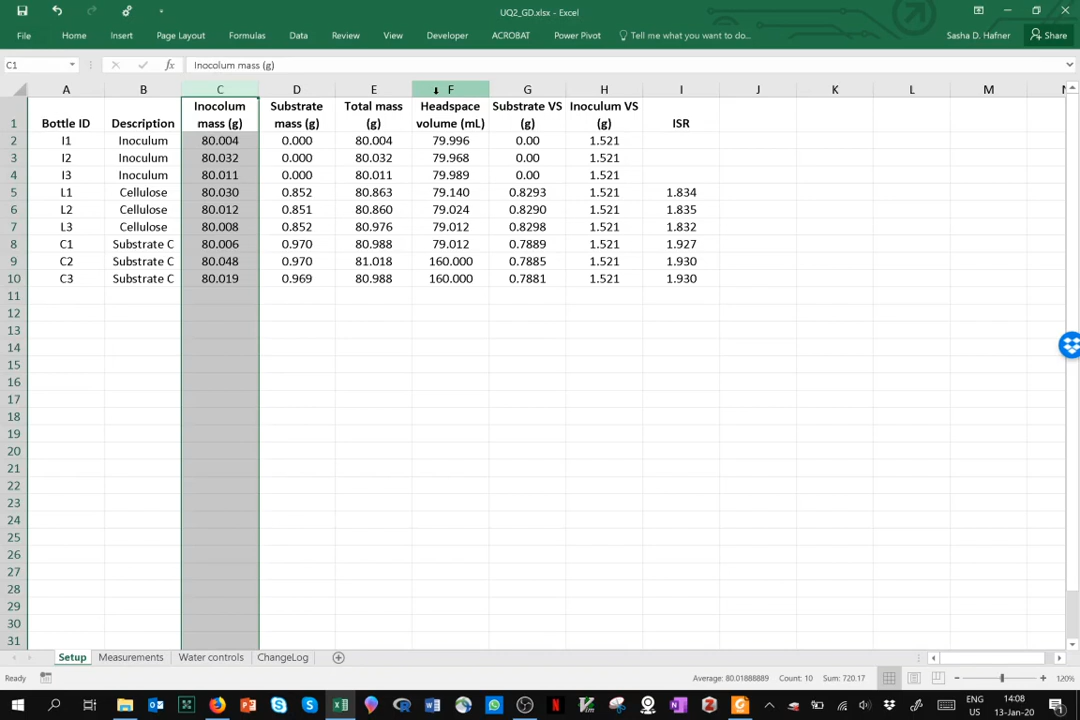 UQ2_GD.xlsx - Excel
File Home Insert Page Layout Formulas Data Review View Developer ACROBAT Power Pivot Tell me what you want to do... Sasha D. Hafner Share
C1 fx Inocolum mass (g)
A B C D E F G H I J K L M N
1 Bottle ID Description Inocolum mass (g) Substrate mass (g) Total mass (g) Headspace volume (mL) Substrate VS (g) Inoculum VS (g) ISR
2 I1 Inoculum 80.004 0.000 80.004 79.996 0.00 1.521
3 I2 Inoculum 80.032 0.000 80.032 79.968 0.00 1.521
4 I3 Inoculum 80.011 0.000 80.011 79.989 0.00 1.521
5 L1 Cellulose 80.030 0.852 80.863 79.140 0.8293 1.521 1.834
6 L2 Cellulose 80.012 0.851 80.860 79.024 0.8290 1.521 1.835
7 L3 Cellulose 80.008 0.852 80.976 79.012 0.8298 1.521 1.832
8 C1 Substrate C 80.006 0.970 80.988 79.012 0.7889 1.521 1.927
9 C2 Substrate C 80.048 0.970 81.018 160.000 0.7885 1.521 1.930
10 C3 Substrate C 80.019 0.969 80.988 160.000 0.7881 1.521 1.930
11
12
13
14
15
16
17
18
19
20
21
22
23
24
25
26
27
28
29
30
31
Setup Measurements Water controls ChangeLog
Ready Average: 80.01888889 Count: 10 Sum: 720.17 120%
ENG 14:08
US 13-Jan-20